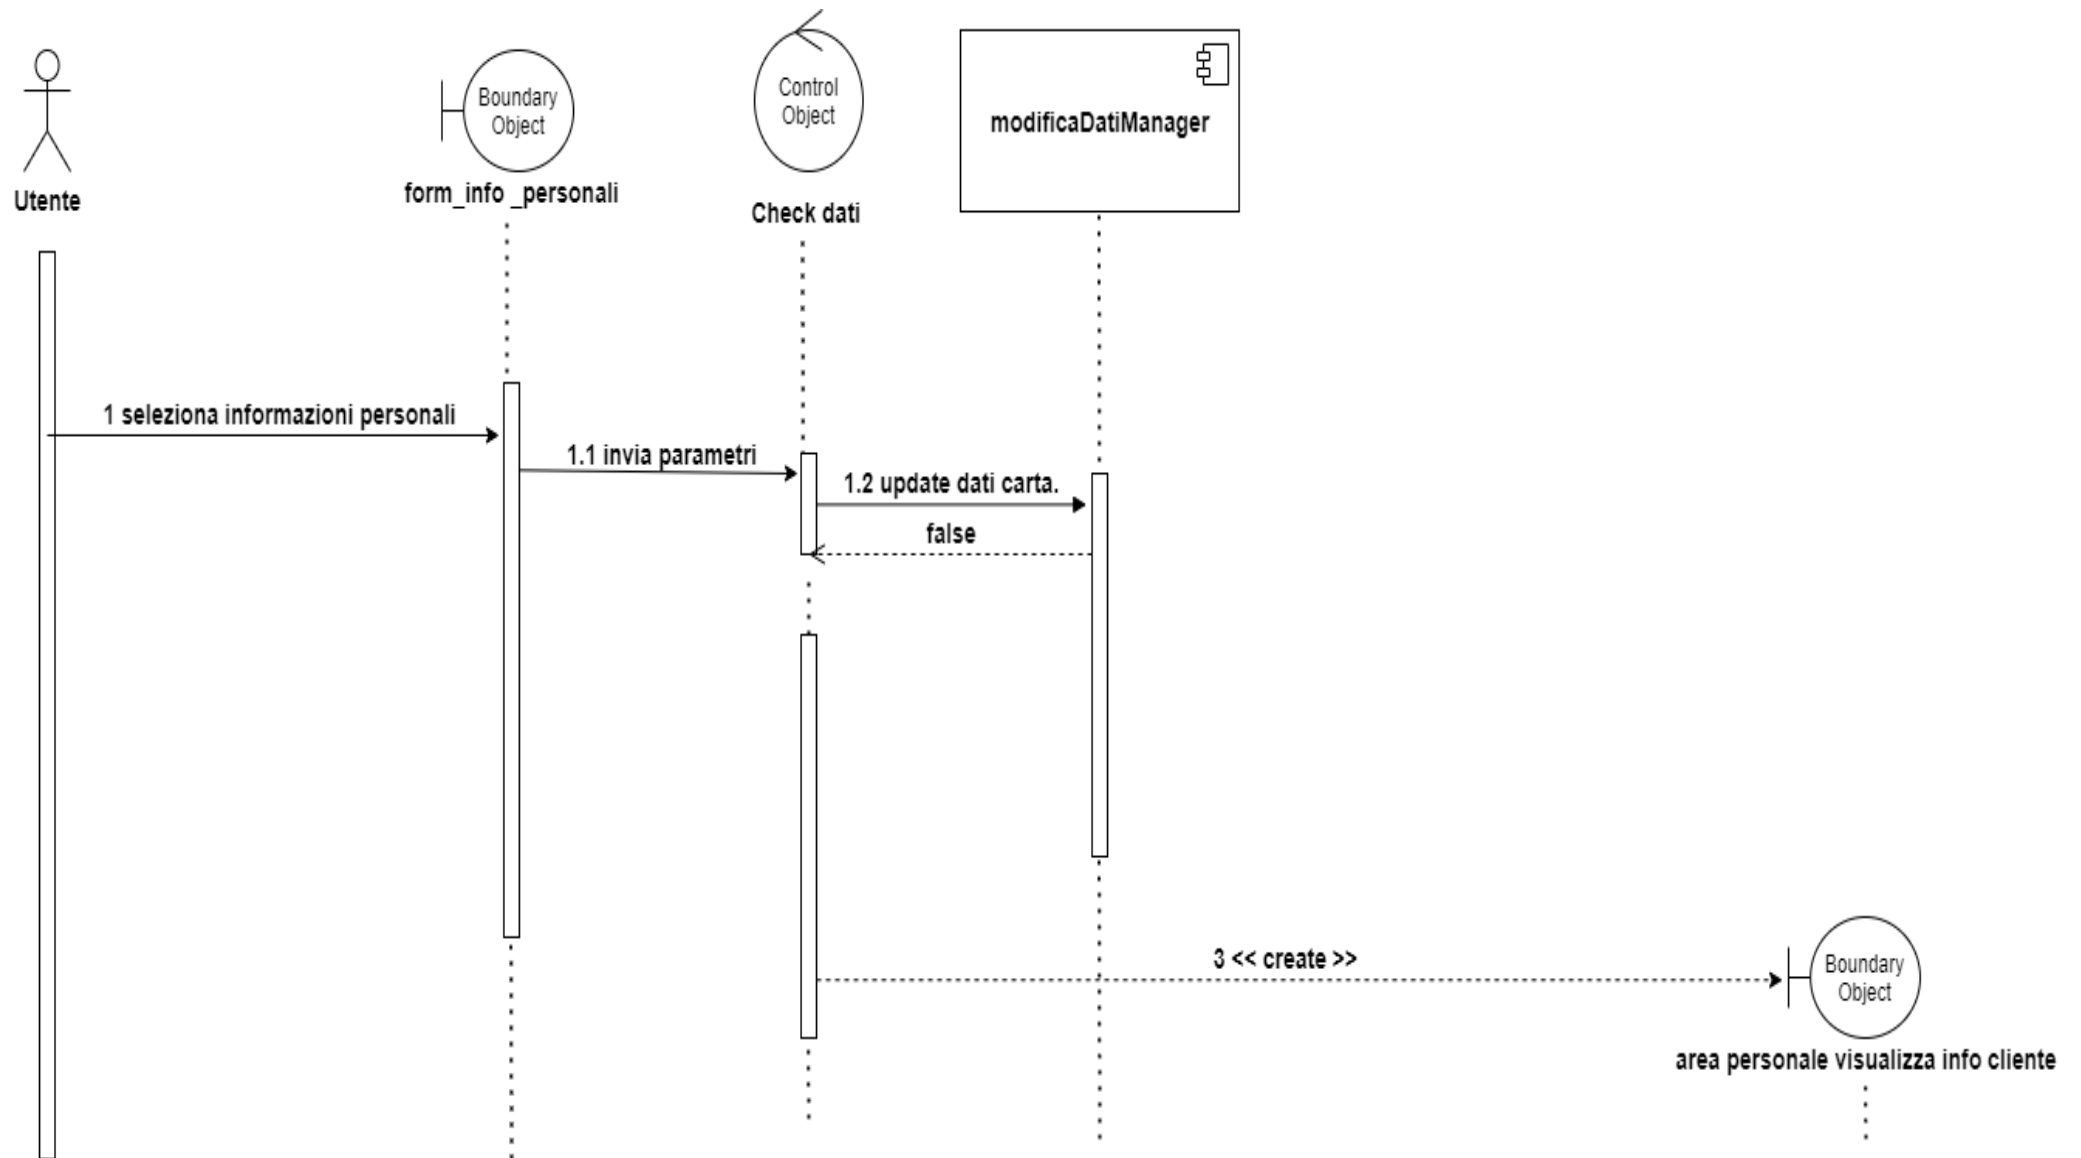 Control
Object
Boundary
Object
modificaDatiManager
Utente
form_info _personali
Check dati
1 seleziona informazioni personali
1.1 invia parametri
1.2 update dati carta.
false
3 << create >>
Boundary
Object
area personale visualizza info cliente